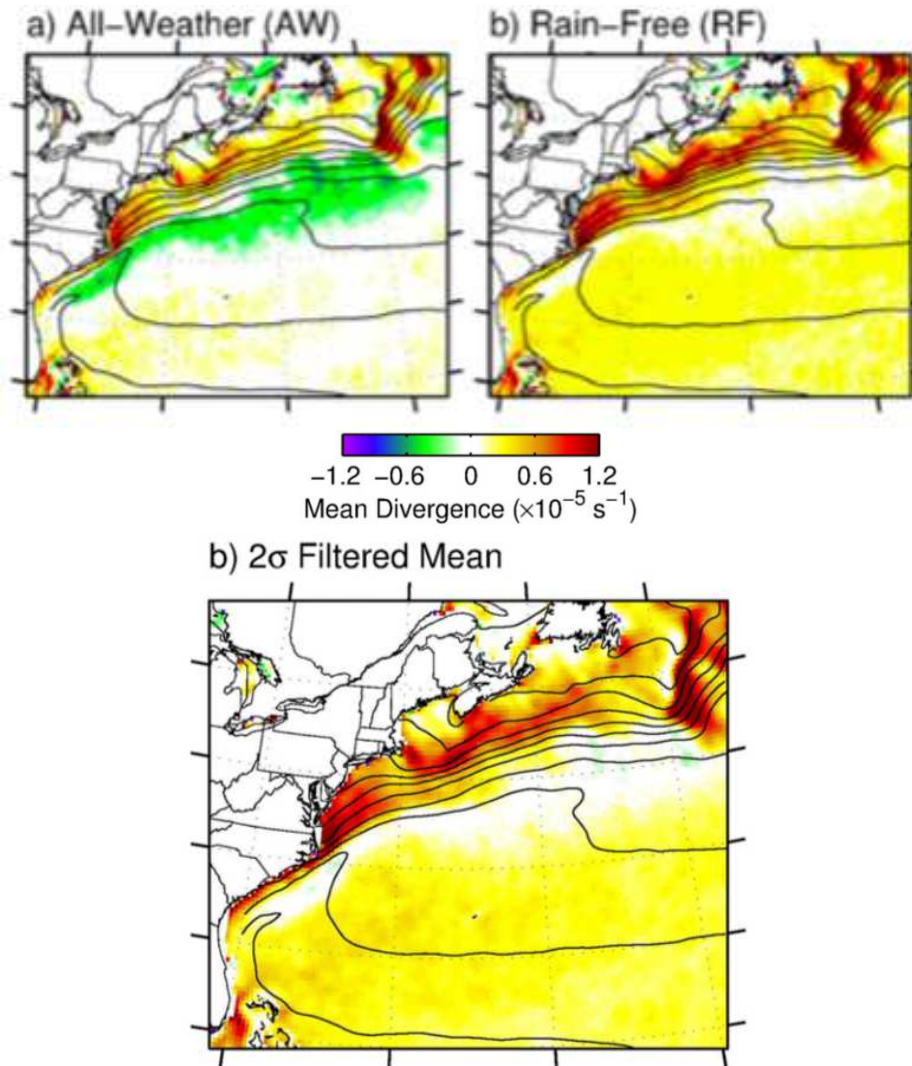 a) All−Weather (AW)
b) Rain−Free (RF)
−1.2 −0.6 0 0.6 1.2
Mean Divergence (×10⁻⁵ s⁻¹)
b) 2σ Filtered Mean